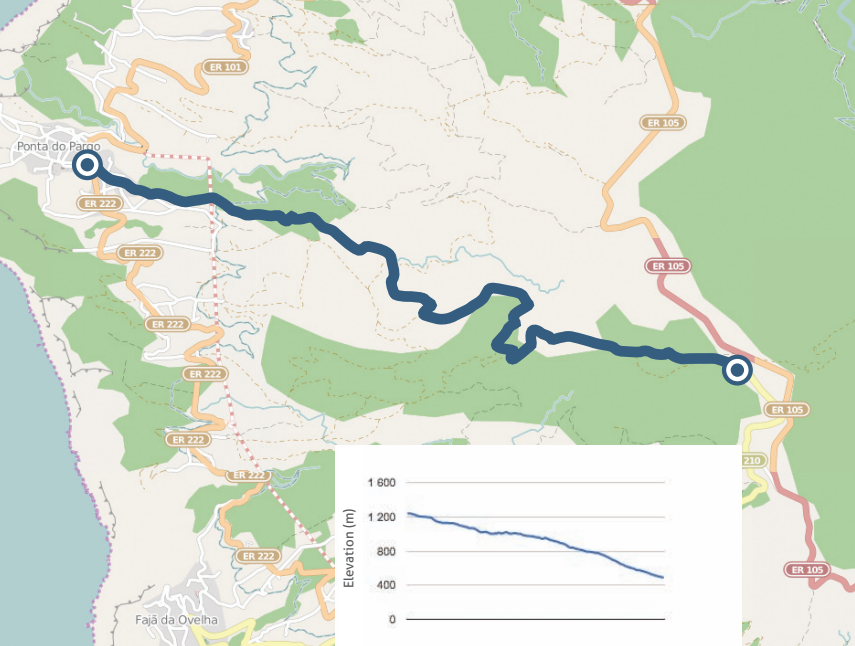 ER 101
ER 105
Ponta do Pargo
ER 222
ER 222
ER 105
ER 222
ER 222
ER 105
ER 222
210
ER 222
1 600
1 200
800
400
0
Elevation (m)
ER 222
ER 105
Fajã da Ovelha